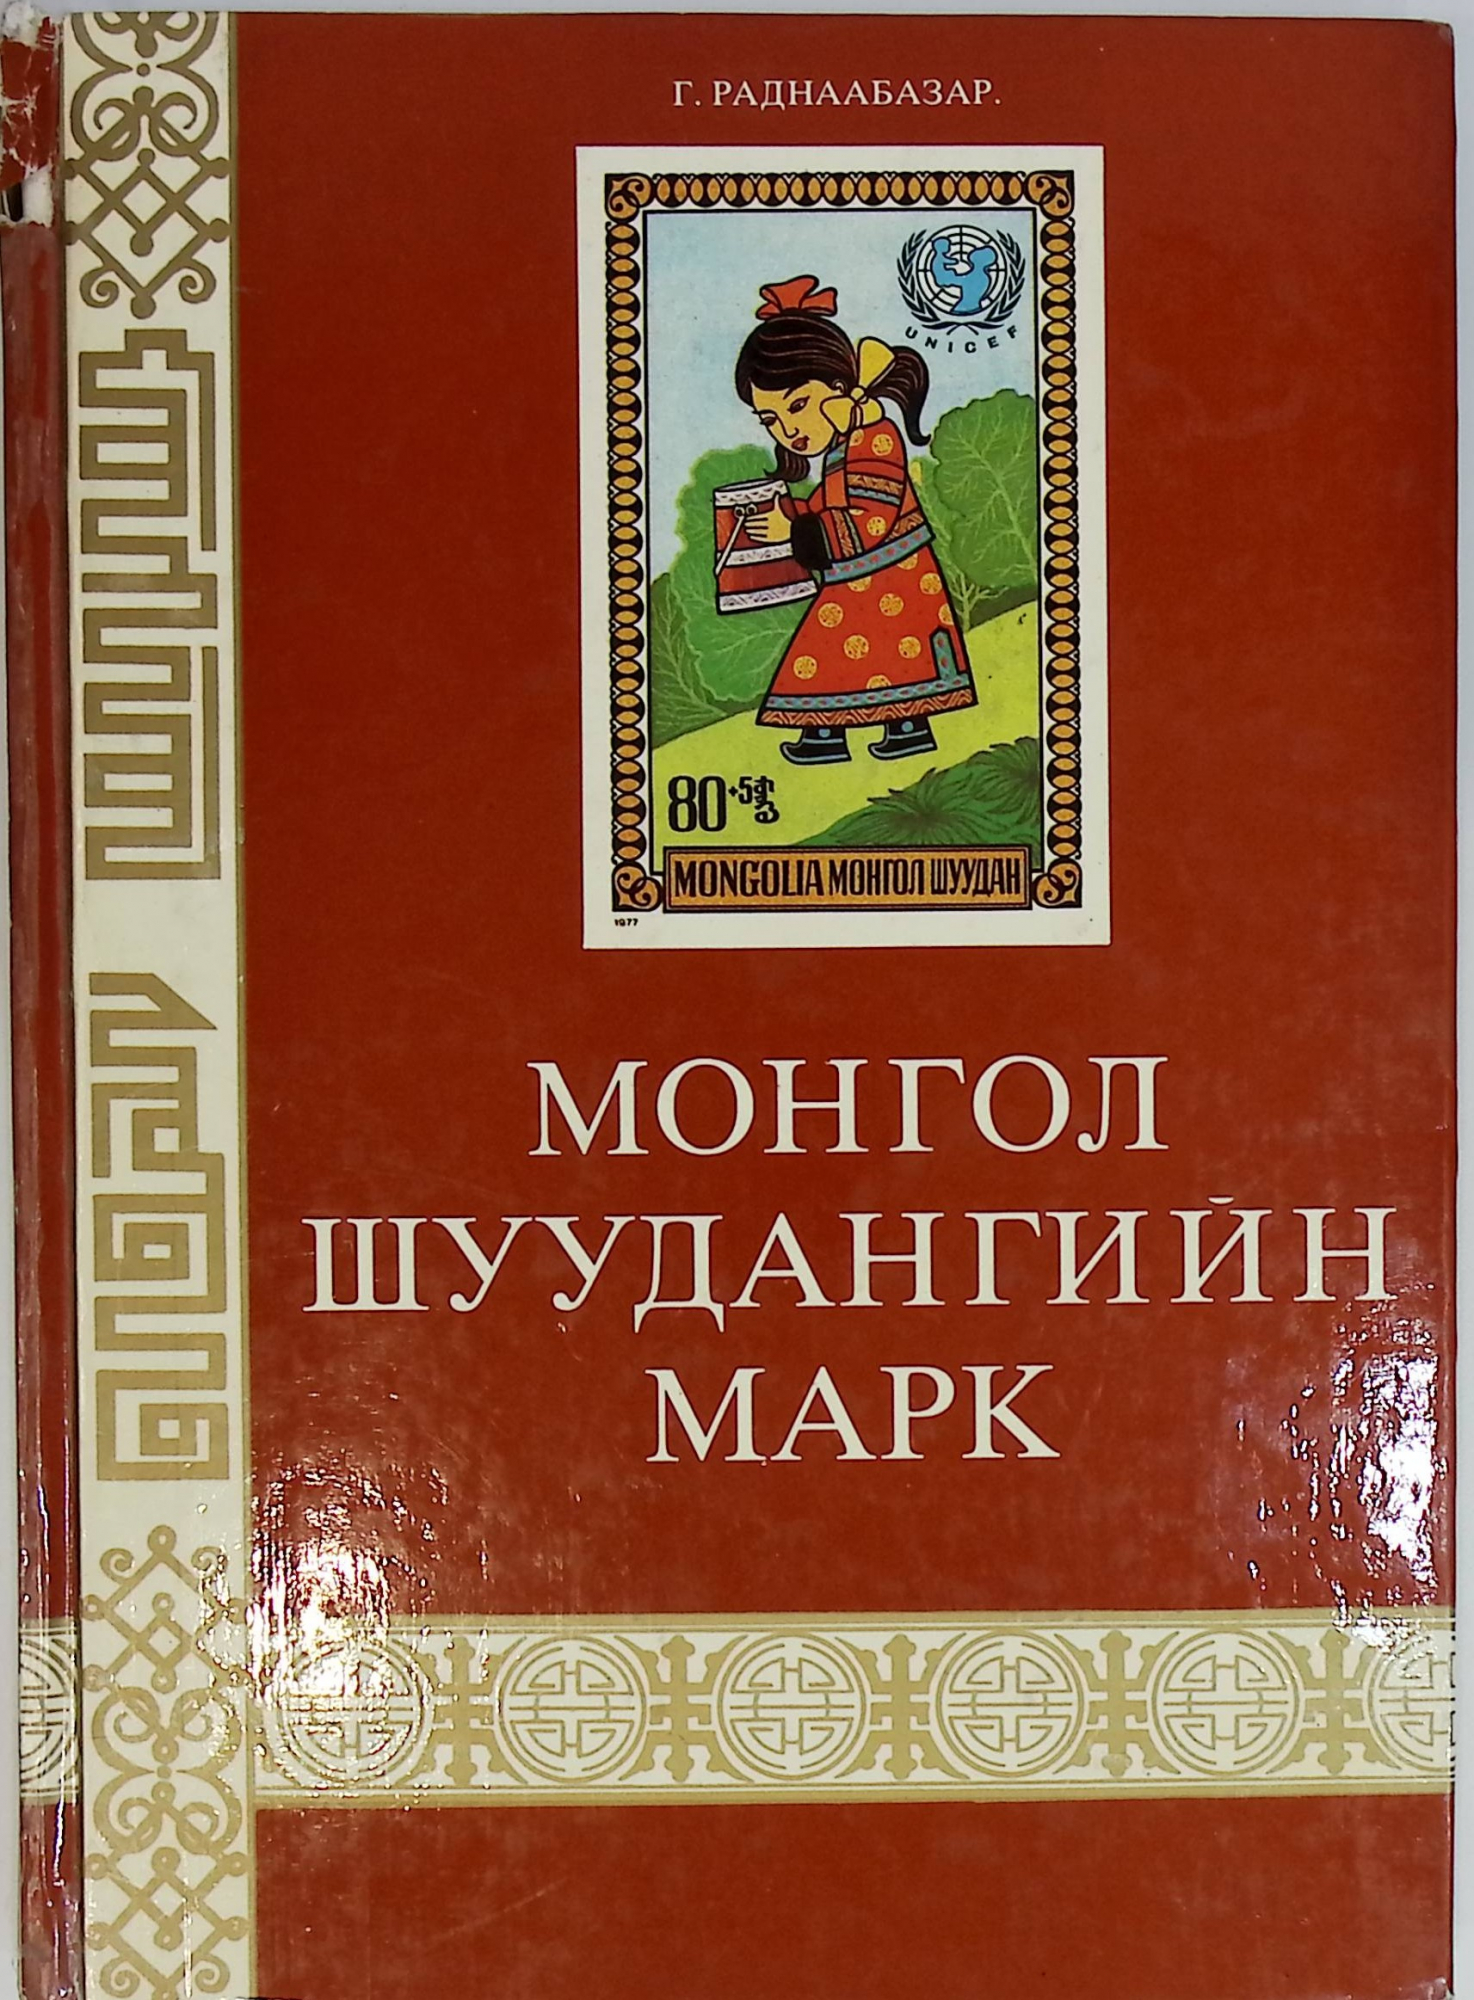 Г. РАДНААБАЗАР.
UNICEF
80+5
MONGOLIA МОНГОЛ ШУУДАН
1977
МОНГОЛ
ШУУДАНГИЙН
МАРК